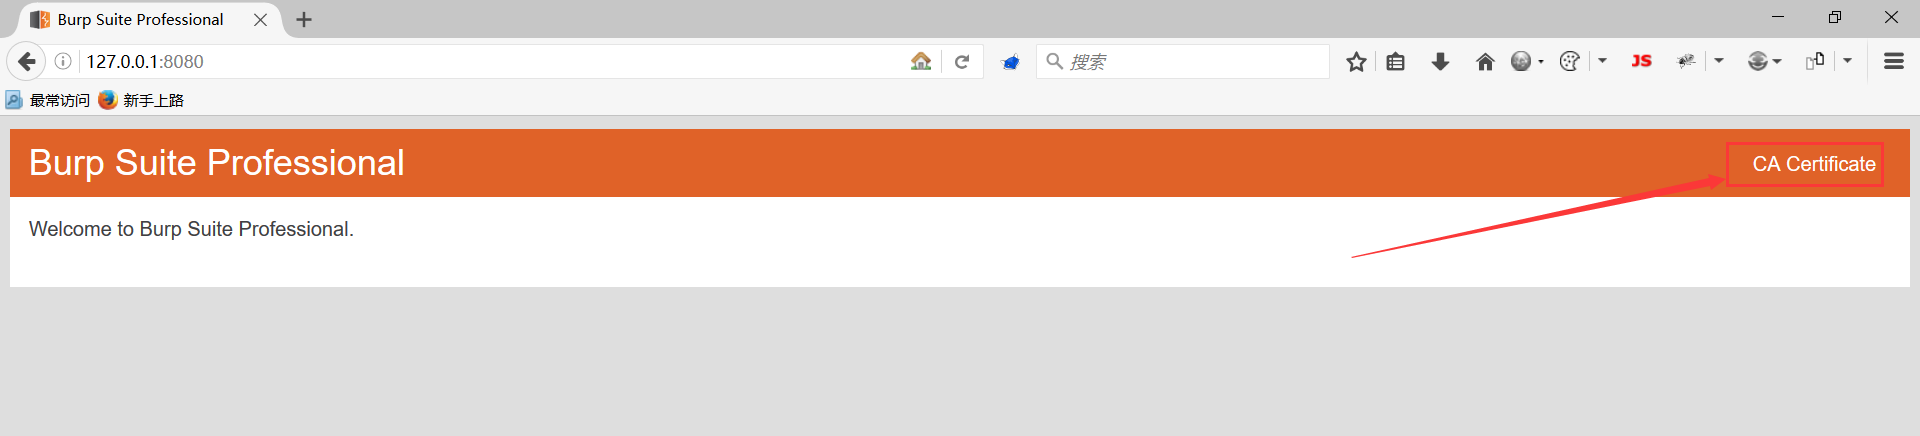 Burp Suite Professional
127.0.0.1:8080
搜索
JS
最常访问 新手上路
Burp Suite Professional
CA Certificate
Welcome to Burp Suite Professional.